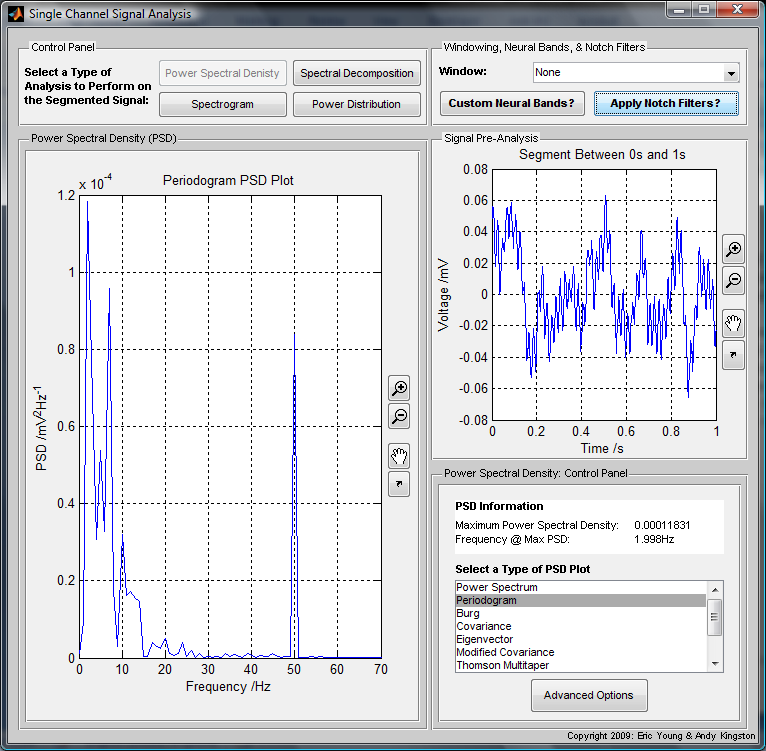 Single Channel Signal Analysis
Control Panel
Select a Type of
Analysis to Perform on
the Segmented Signal:
Power Spectral Denisty
Spectral Decomposition
Spectrogram
Power Distribution
Windowing, Neural Bands, & Notch Filters
Window:
None
Custom Neural Bands?
Apply Notch Filters?
Power Spectral Density (PSD)
x 10^-4
Periodogram PSD Plot
1.2
1
0.8
0.6
0.4
0.2
0
PSD /mV²Hz⁻¹
0 10 20 30 40 50 60 70
Frequency /Hz
Signal Pre-Analysis
Segment Between 0s and 1s
0.08
0.06
0.04
0.02
0
-0.02
-0.04
-0.06
-0.08
Voltage /mV
0 0.2 0.4 0.6 0.8 1
Time /s
Power Spectral Density: Control Panel
PSD Information
Maximum Power Spectral Density: 0.00011831
Frequency @ Max PSD: 1.998Hz
Select a Type of PSD Plot
Power Spectrum
Periodogram
Burg
Covariance
Eigenvector
Modified Covariance
Thomson Multitaper
Advanced Options
Copyright 2009: Eric Young & Andy Kingston